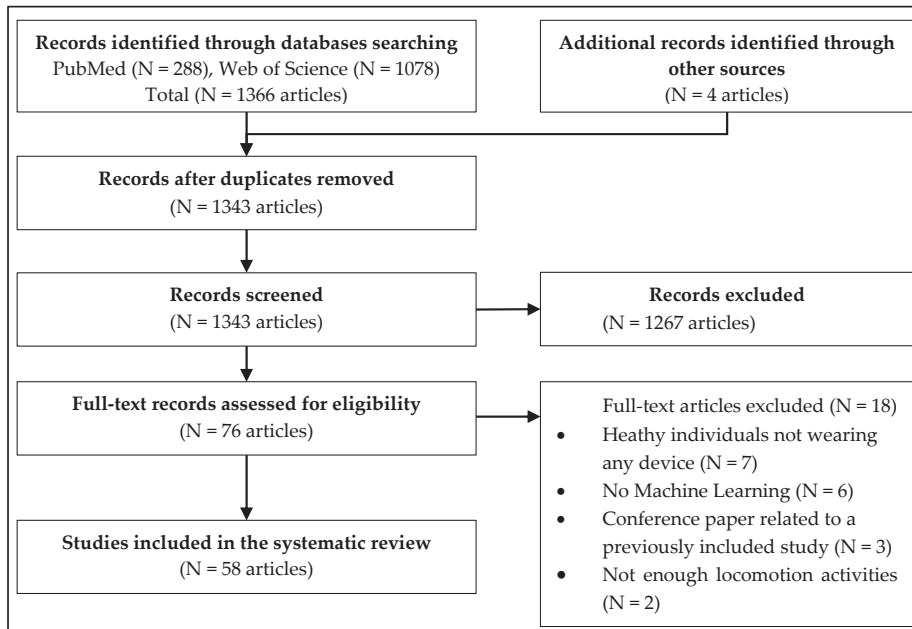 Records identified through databases searching
PubMed (N = 288), Web of Science (N = 1078)
Total (N = 1366 articles)
Additional records identified through
other sources
(N = 4 articles)
Records after duplicates removed
(N = 1343 articles)
Records screened
(N = 1343 articles)
Records excluded
(N = 1267 articles)
Full-text records assessed for eligibility
(N = 76 articles)
Full-text articles excluded (N = 18)
• Heathy individuals not wearing
any device (N = 7)
• No Machine Learning (N = 6)
• Conference paper related to a
previously included study (N = 3)
• Not enough locomotion activities
(N = 2)
Studies included in the systematic review
(N = 58 articles)